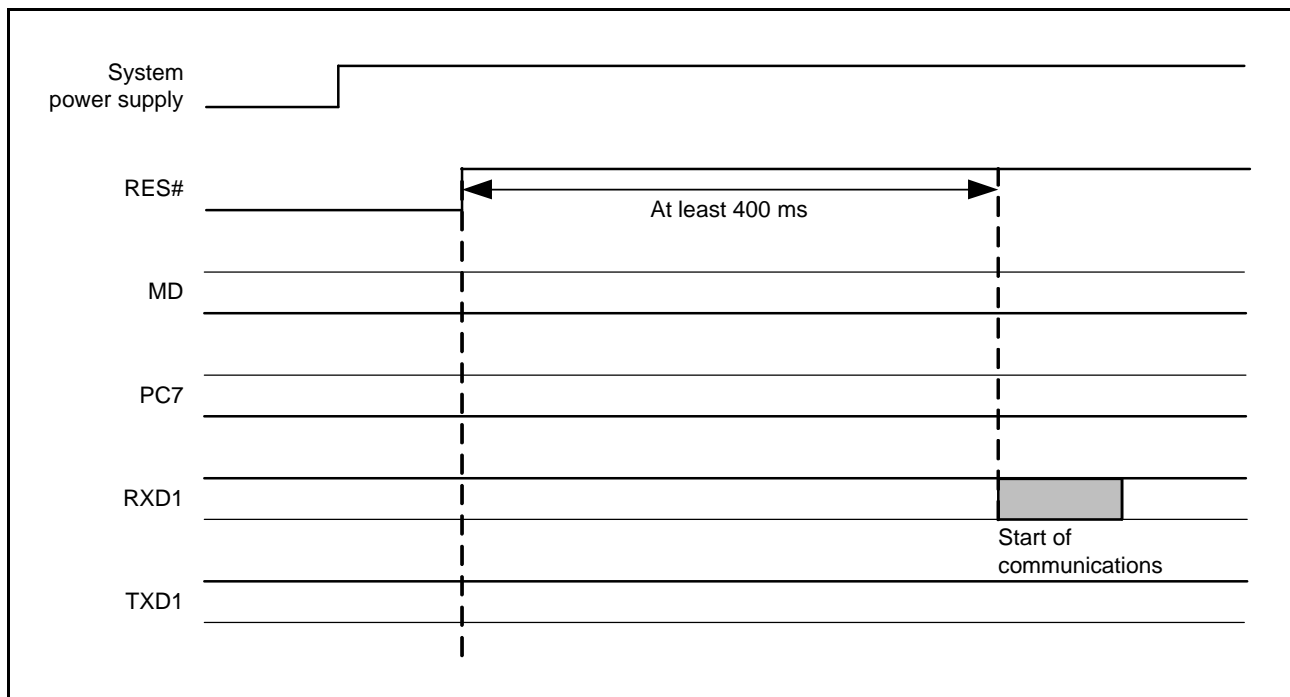 System
power supply
RES#
At least 400 ms
MD
PC7
RXD1
Start of
communications
TXD1